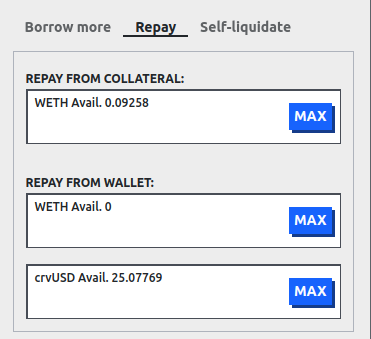 Borrow more Repay Self-liquidate
REPAY FROM COLLATERAL:
WETH Avail. 0.09258
MAX
REPAY FROM WALLET:
WETH Avail. 0
MAX
crvUSD Avail. 25.07769
MAX